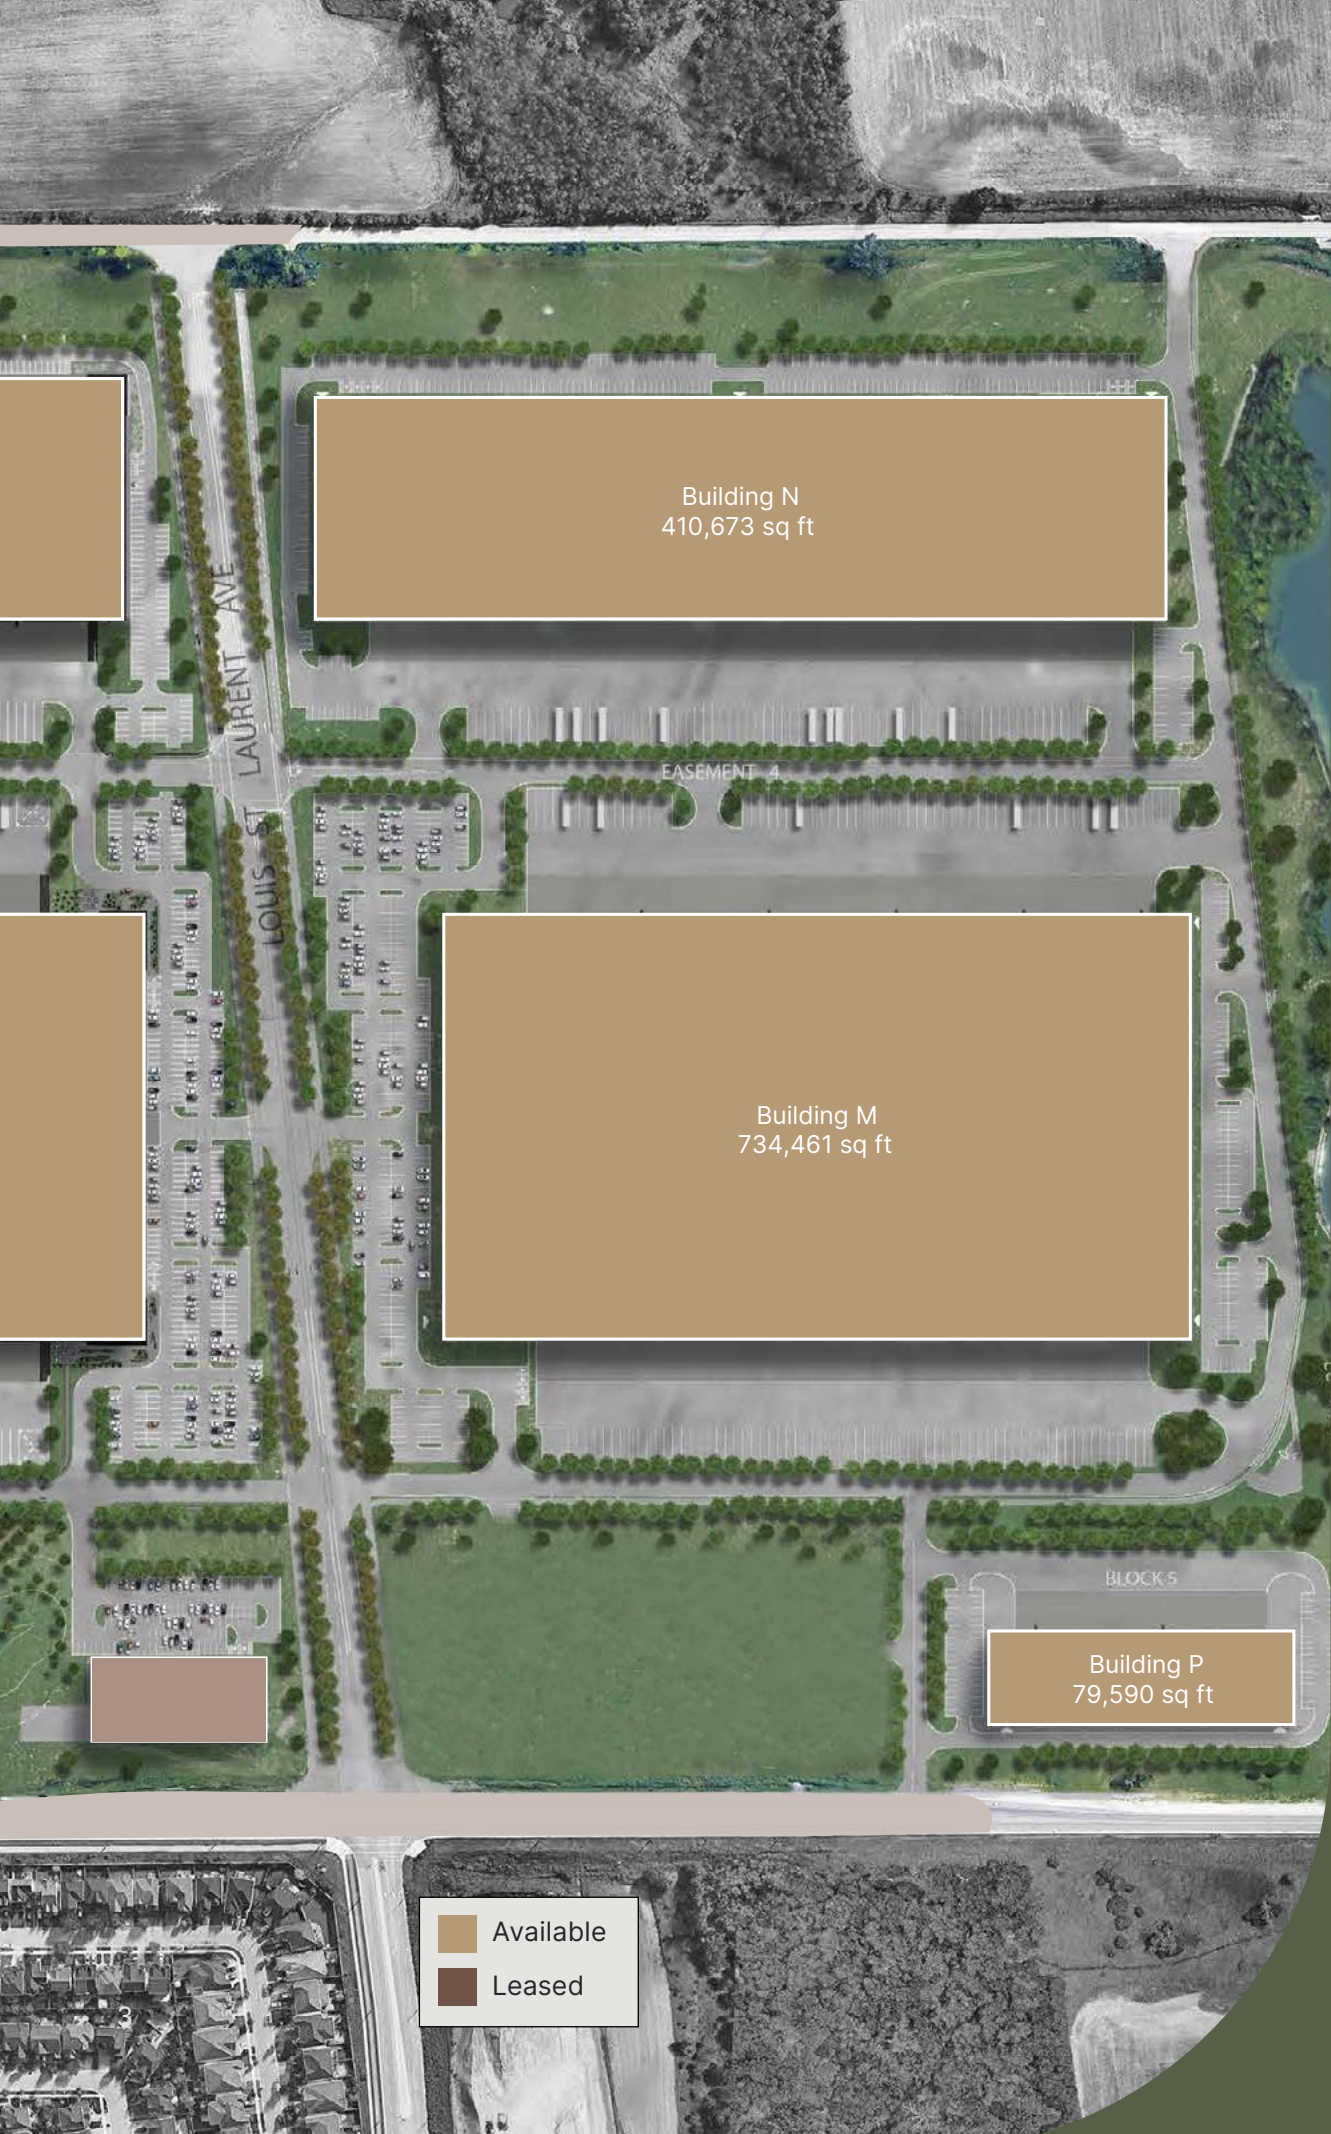 Building N
410,673 sq ft
LAURENT AVE
EASEMENT 4
LOUIS ST
Building M
734,461 sq ft
BLOCK 5
Building P
79,590 sq ft
Available
Leased
3